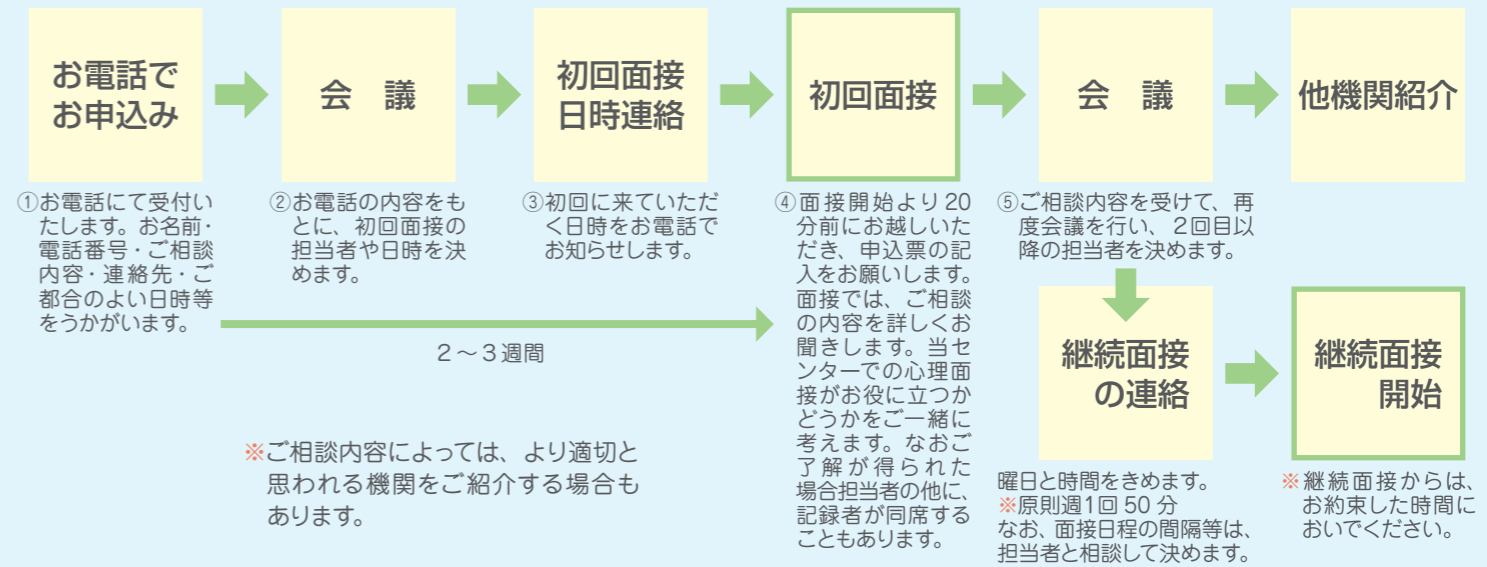 お電話で
お申込み
会　議
初回面接
日時連絡
初回面接
会　議
他機関紹介
①お電話にて受付い
たします。お名前・
電話番号・ご相談
内容・連絡先・ご
都合のよい日時等
をうかがいます。
②お電話の内容をも
とに、初回面接の
担当者や日時を決
めます。
③初回に来ていただ
く日時をお電話で
お知らせします。
④面接開始より20
分前にお越しいた
だき、申込票の記
入をお願いします。
面接では、ご相談
の内容を詳しくお
聞きします。当セ
ンターでの心理面
接がお役に立つか
どうかをご一緒に
考えます。なおご
了解が得られた
場合担当者の他に、
記録者が同席する
こともあります。
⑤ご相談内容を受けて、再
度会議を行い、2回目以
降の担当者を決めます。
2～3週間
※ご相談内容によっては、より適切と
思われる機関をご紹介する場合も
あります。
継続面接
の連絡
継続面接
開始
曜日と時間をきめます。
※原則週1回 50 分
なお、面接日程の間隔等は、
担当者と相談して決めます。
※継続面接からは、
お約束した時間に
おいでください。